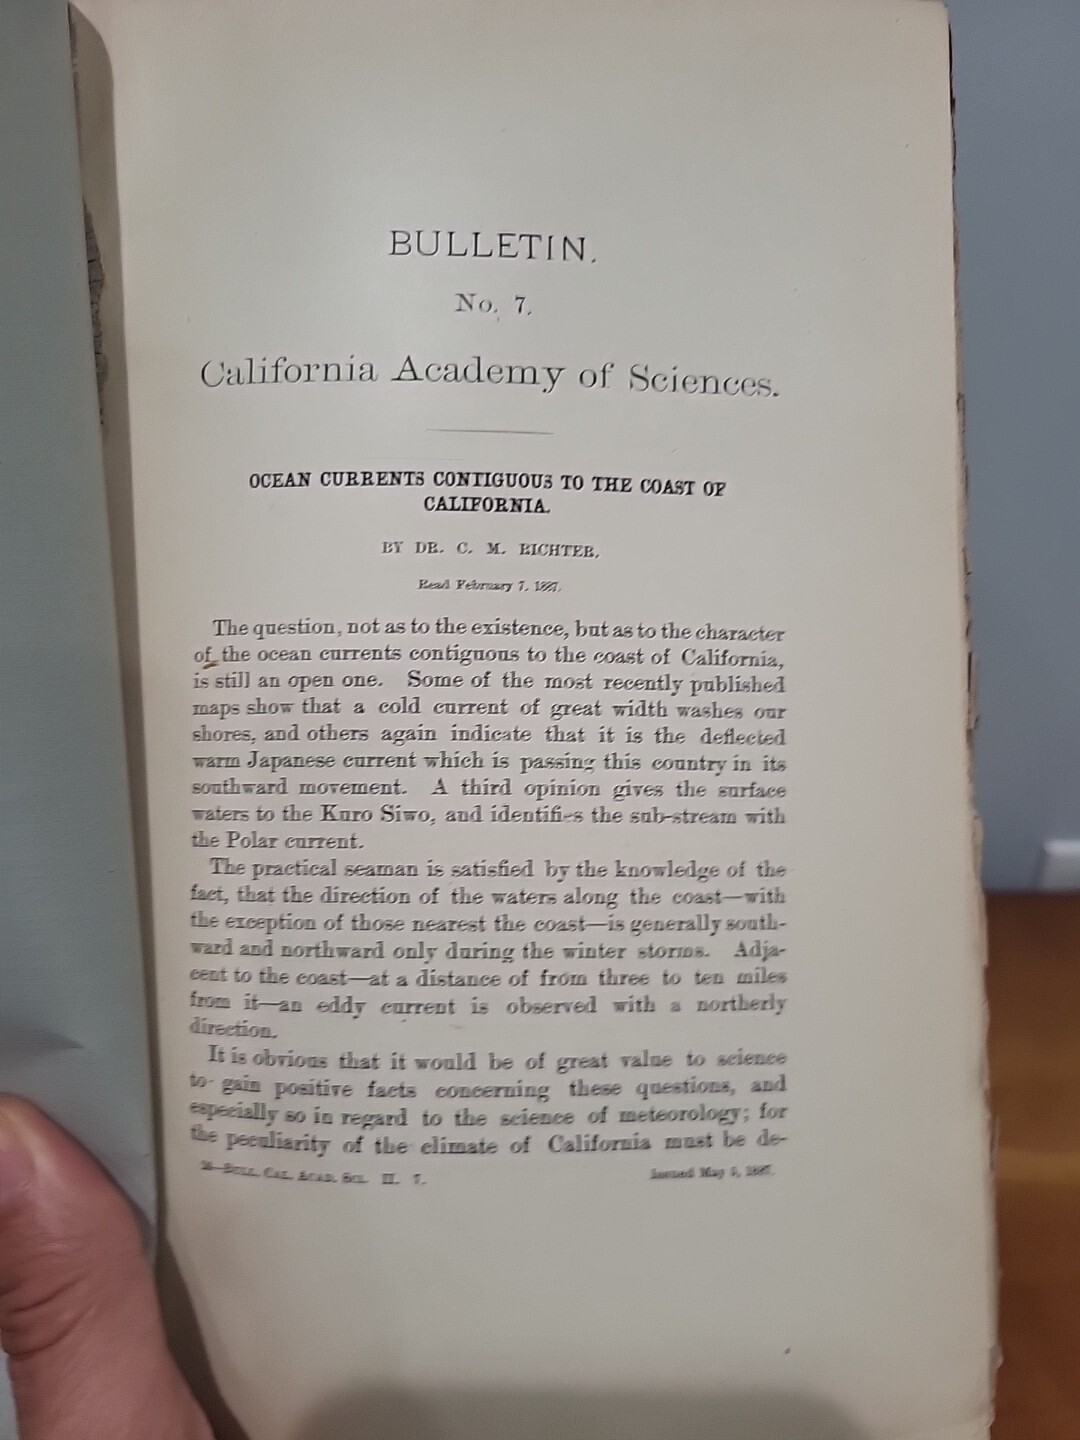 BULLETIN.
No. 7.
California Academy of Sciences.
OCEAN CURRENTS CONTIGUOUS TO THE COAST OF
CALIFORNIA.
BY DR. C. M. RICHTER.
Read February 7, 1887.
The question, not as to the existence, but as to the character
of the ocean currents contiguous to the coast of California,
is still an open one. Some of the most recently published
maps show that a cold current of great width washes our
shores, and others again indicate that it is the deflected
warm Japanese current which is passing this country in its
southward movement. A third opinion gives the surface
waters to the Kuro Siwo, and identifies the sub-stream with
the Polar current.
The practical seaman is satisfied by the knowledge of the
fact, that the direction of the waters along the coast—with
the exception of those nearest the coast—is generally south-
ward and northward only during the winter storms. Adja-
cent to the coast—at a distance of from three to ten miles
from it—an eddy current is observed with a northerly
direction.
It is obvious that it would be of great value to science
to gain positive facts concerning these questions, and
especially so in regard to the science of meteorology; for
the peculiarity of the climate of California must be de-
BULL. CAL. ACAD. SCI. II. 7.
Issued May 1887.